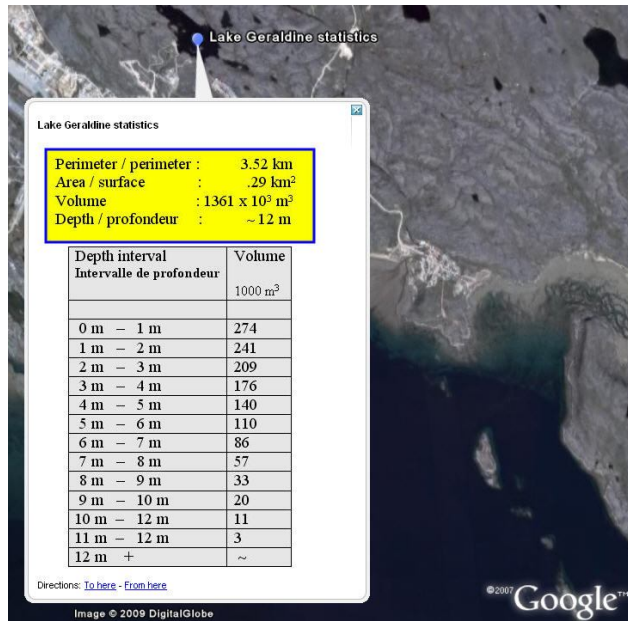 Lake Geraldine statistics
Lake Geraldine statistics
Perimeter / perimeter : 3.52 km
Area / surface : .29 km²
Volume : 1361 x 10³ m³
Depth / profondeur : ~ 12 m
Depth interval Volume
Intervalle de profondeur
1000 m³
0 m – 1 m 274
1 m – 2 m 241
2 m – 3 m 209
3 m – 4 m 176
4 m – 5 m 140
5 m – 6 m 110
6 m – 7 m 86
7 m – 8 m 57
8 m – 9 m 33
9 m – 10 m 20
10 m – 12 m 11
11 m – 12 m 3
12 m + ~
Directions: To here - From here
Image © 2009 DigitalGlobe
©2007 Google™